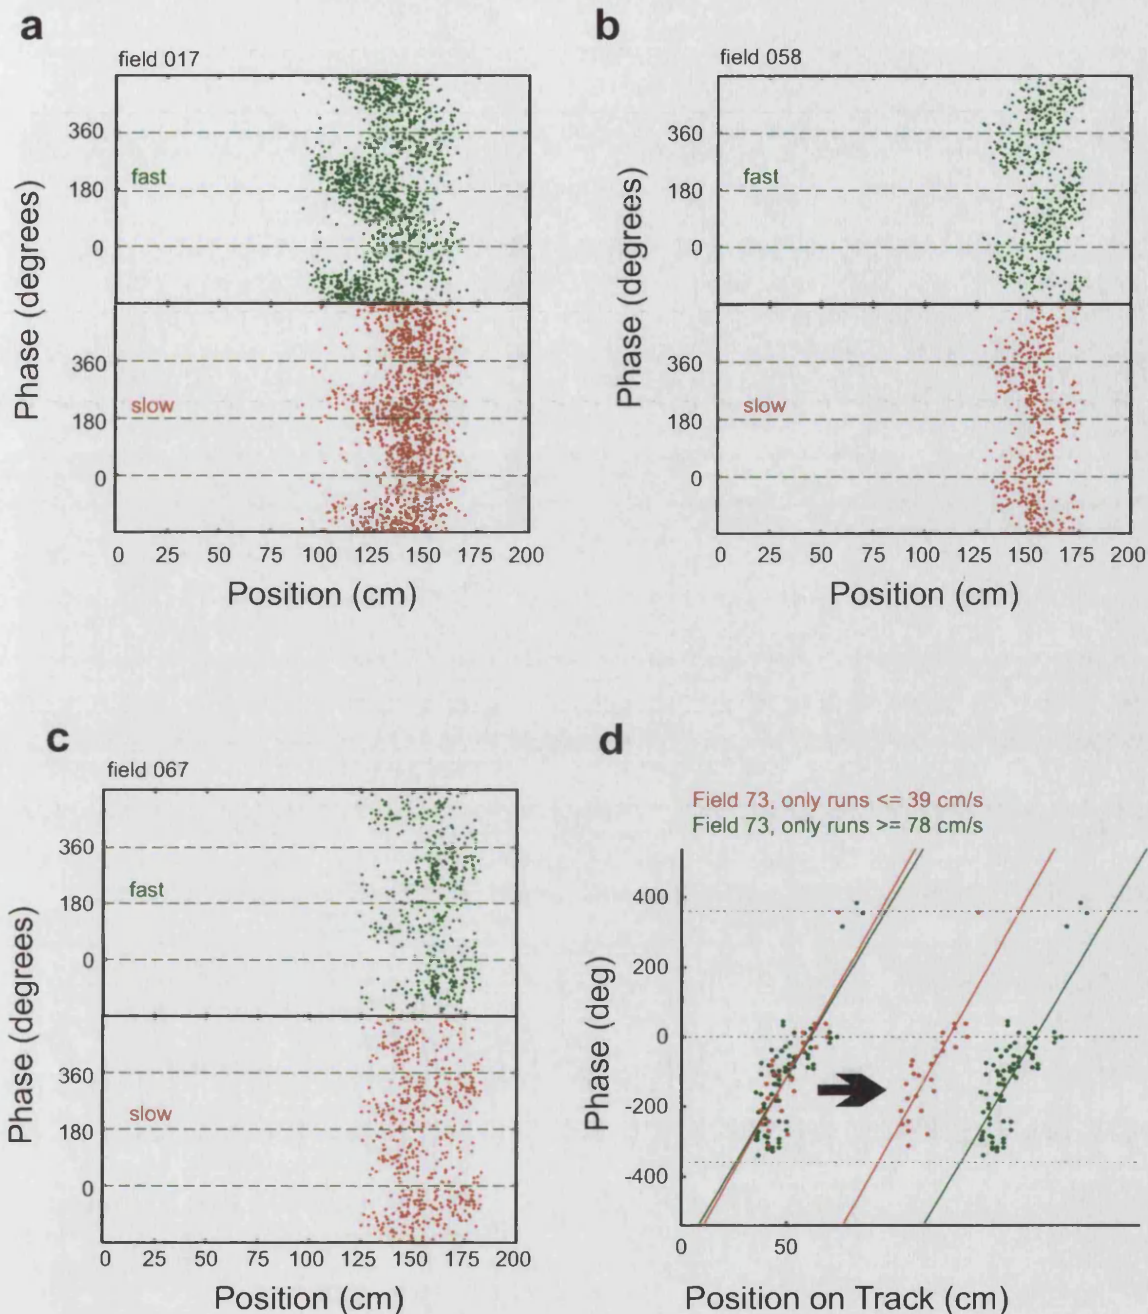 a
field 017
360
fast
180
0
360
slow
180
0
Phase (degrees)
0 25 50 75 100 125 150 175 200
Position (cm)
b
field 058
360
fast
180
0
360
slow
180
0
Phase (degrees)
0 25 50 75 100 125 150 175 200
Position (cm)
c
field 067
360
fast
180
0
360
slow
180
0
Phase (degrees)
0 25 50 75 100 125 150 175 200
Position (cm)
d
Field 73, only runs <= 39 cm/s
Field 73, only runs >= 78 cm/s
400
200
0
-200
-400
Phase (deg)
0 50
Position on Track (cm)